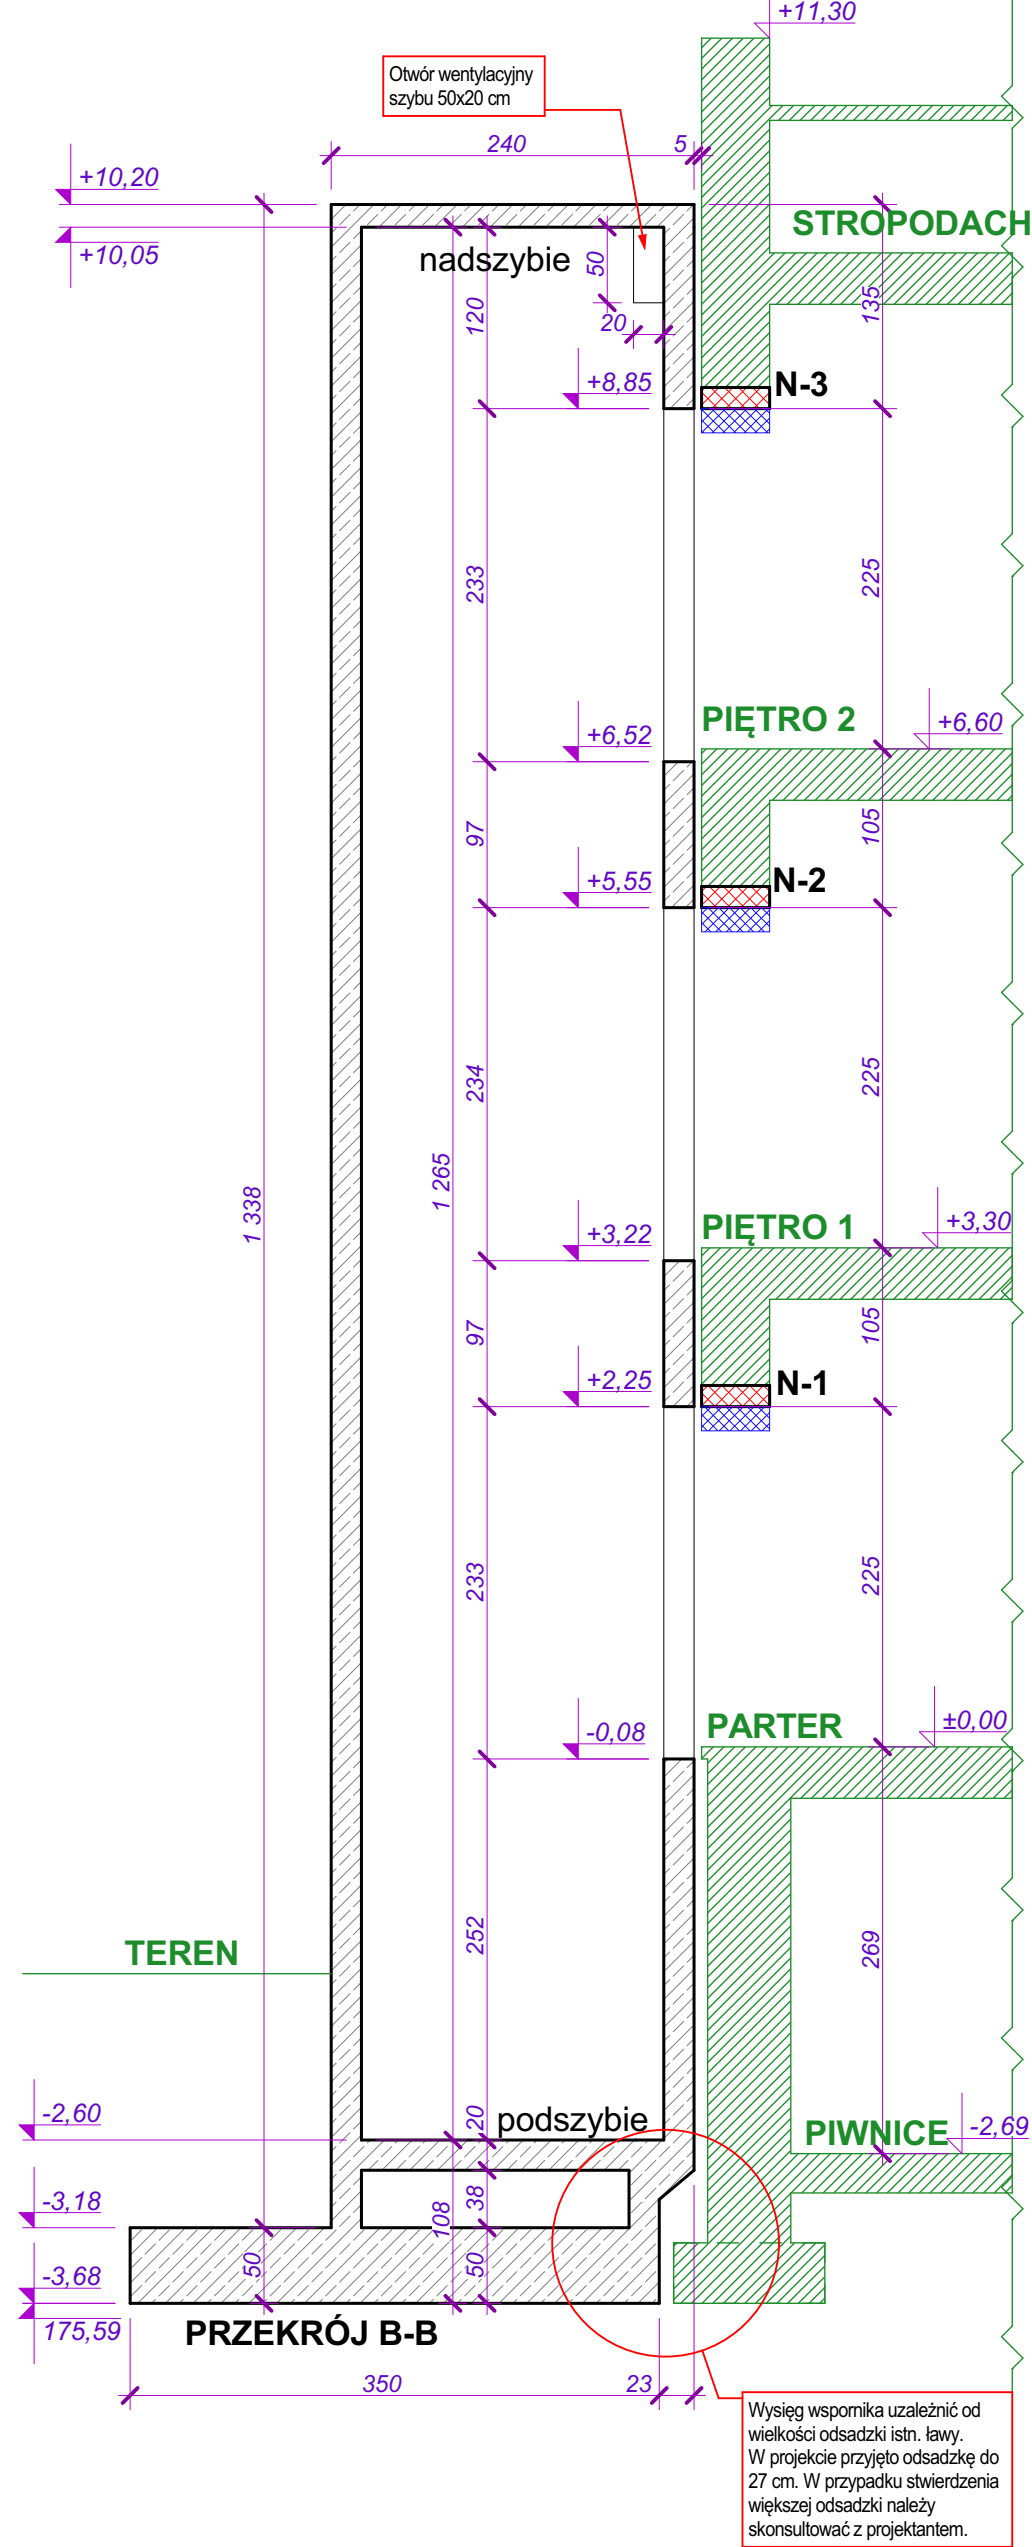 +11,30
Otwór wentylacyjny
szybu 50x20 cm
240
5
+10,20
+10,05
STROPODACH
nadszybie
50
20
120
135
+8,85
N-3
233
225
PIĘTRO 2
+6,60
+6,52
97
105
+5,55
N-2
234
225
1 265
1 338
PIĘTRO 1
+3,30
+3,22
97
105
+2,25
N-1
233
225
PARTER
±0,00
-0,08
TEREN
252
269
-2,60
20
podszybie
PIWNICE
-2,69
-3,18
38
108
50
50
-3,68
175,59
PRZEKRÓJ B-B
350
23
Wysięg wspornika uzależnić od
wielkości odsadzki istn. ławy.
W projekcie przyjęto odsadzkę do
27 cm. W przypadku stwierdzenia
większej odsadzki należy
skonsultować z projektantem.